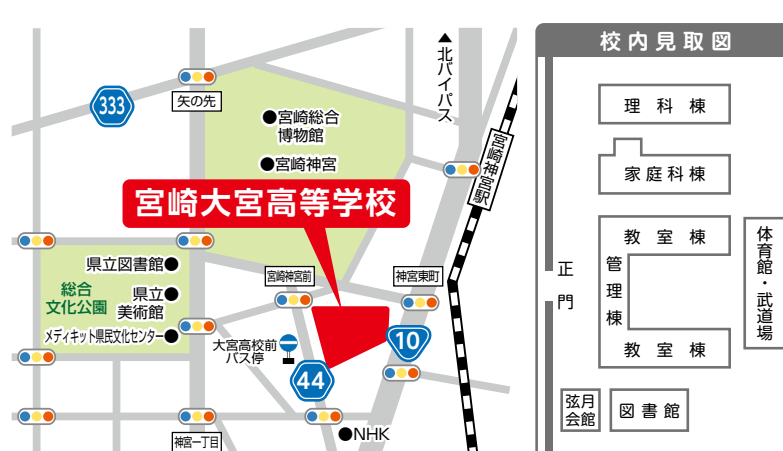 333
矢の先
▲北バイパス
●宮崎総合
博物館
●宮崎神宮
宮崎神宮駅
宮崎大宮高等学校
県立図書館●
総合
文化公園
県立●
美術館
メディキット県民文化センター●
宮崎神宮前
神宮東町
大宮高校前
バス停
10
44
神宮一丁目
●NHK
校内見取図
理科棟
家庭科棟
教室棟
管理棟
教室棟
体育館・武道場
正門
弦月
会館
図書館